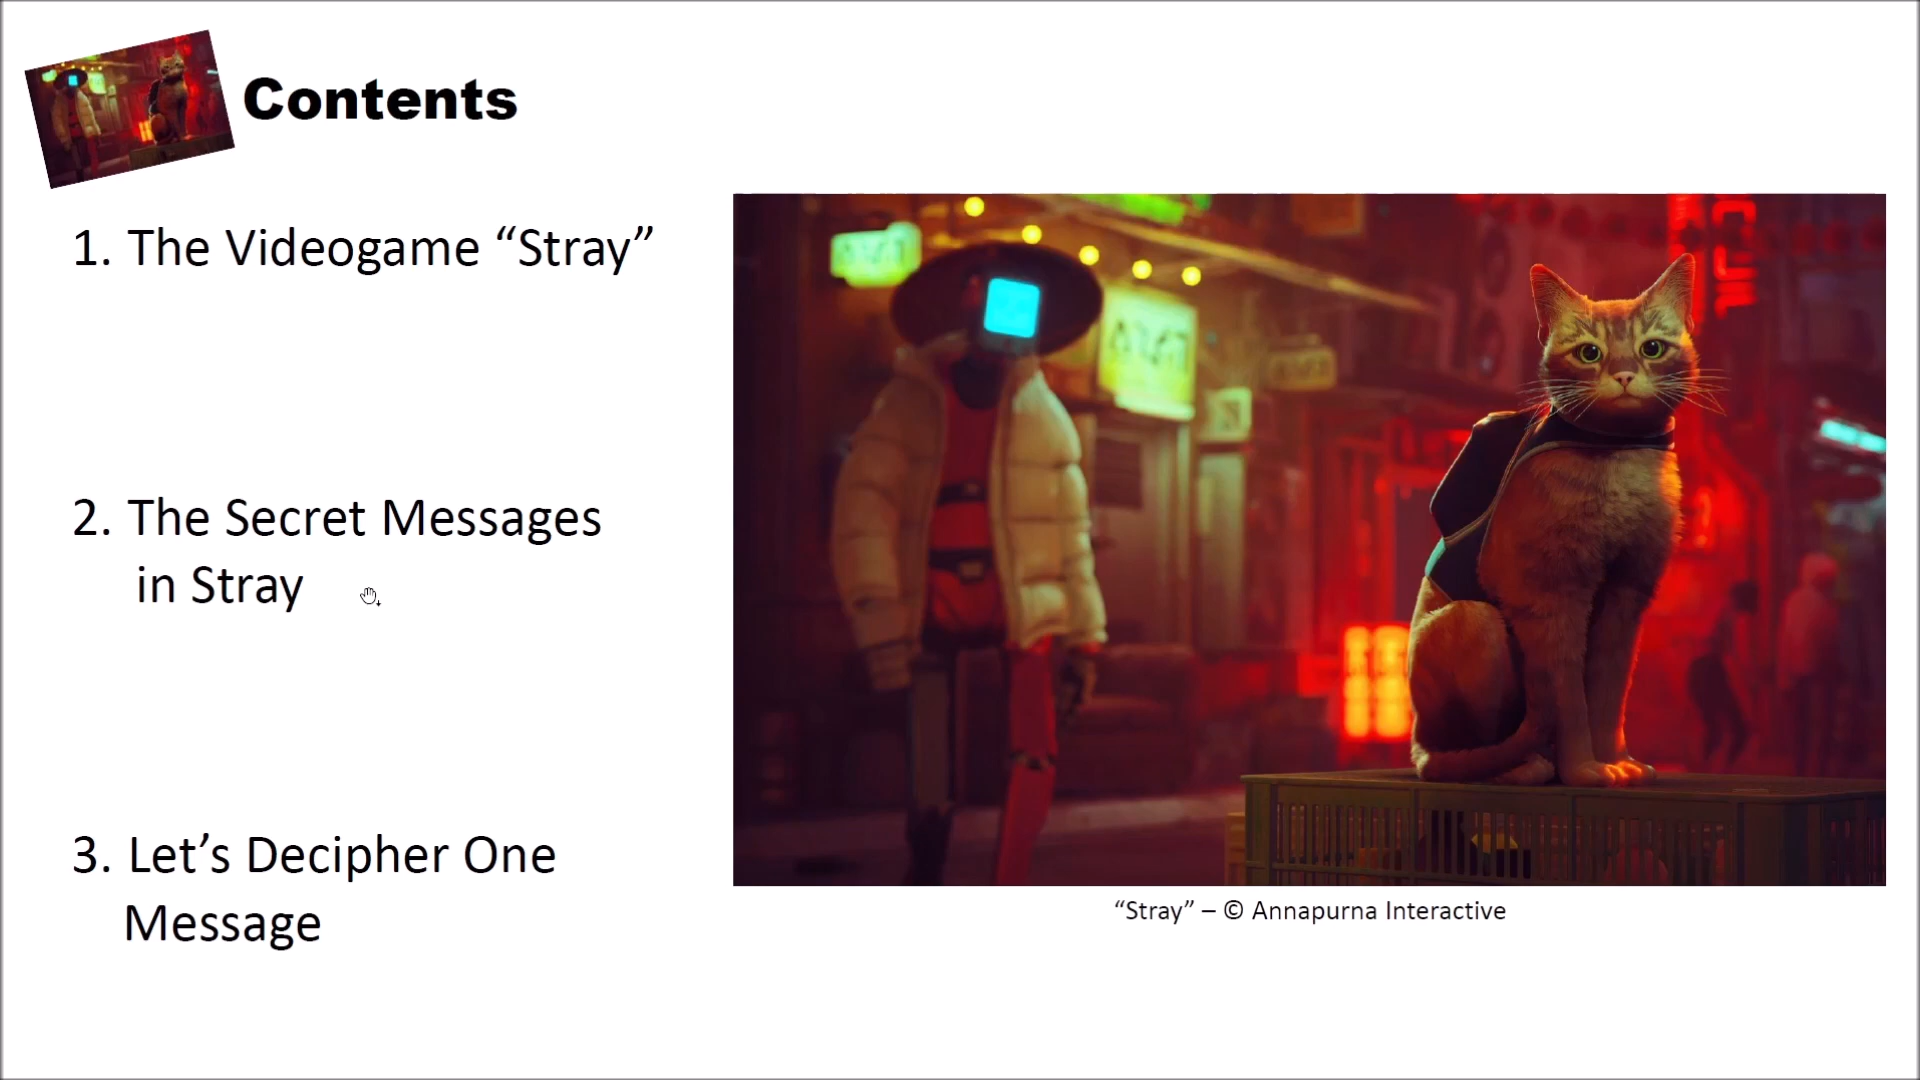 Contents
1. The Videogame “Stray”
2. The Secret Messages
in Stray
3. Let’s Decipher One
Message
“Stray” – © Annapurna Interactive